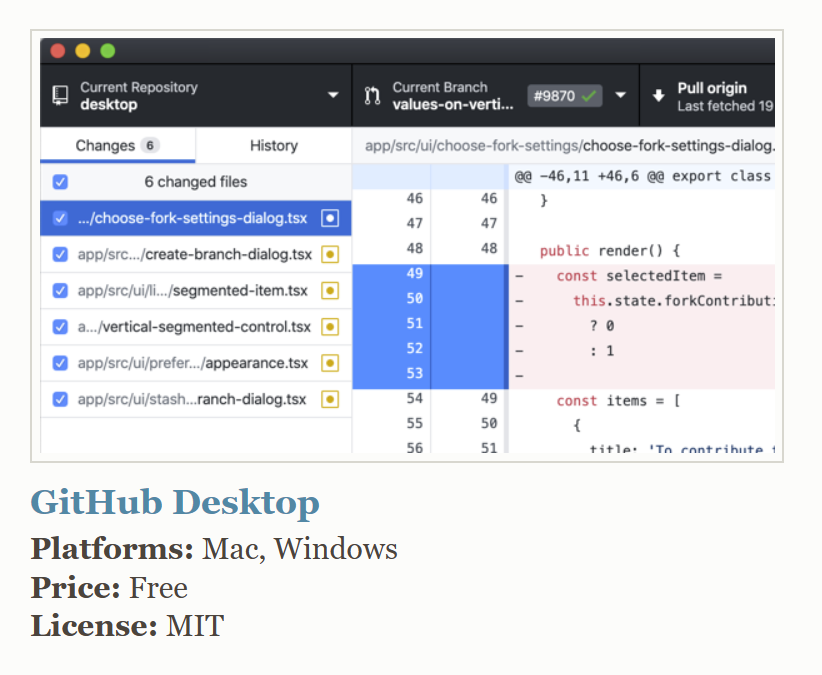 Current Repository
desktop
Current Branch
values-on-verti...
#9870
Pull origin
Last fetched 19
Changes 6
History
app/src/ui/choose-fork-settings/choose-fork-settings-dialog.
6 changed files
@@ -46,11 +46,6 @@ export class
.../choose-fork-settings-dialog.tsx
46 46 }
47 47
app/src.../create-branch-dialog.tsx
48 48 public render() {
49 - const selectedItem =
app/src/ui/li.../segmented-item.tsx
50 - this.state.forkContributi
51 - ? 0
a.../vertical-segmented-control.tsx
52 - : 1
app/src/ui/prefer.../appearance.tsx
53 -
app/src/ui/stash...ranch-dialog.tsx
54 49 const items = [
55 50 {
56 51 title: 'To contribute
GitHub Desktop
Platforms: Mac, Windows
Price: Free
License: MIT